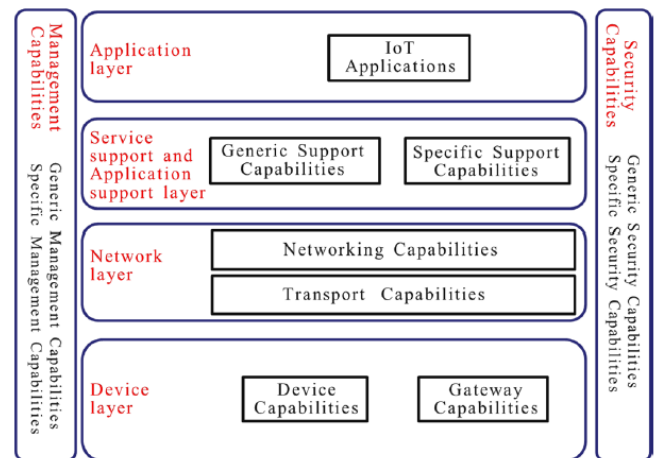 Management
Capabilities
Generic Management Capabilities
Specific Management Capabilities
Application
layer
IoT
Applications
Service
support and
Application
support layer
Generic Support
Capabilities
Specific Support
Capabilities
Network
layer
Networking Capabilities
Transport Capabilities
Device
layer
Device
Capabilities
Gateway
Capabilities
Security
Capabilities
Generic Security Capabilities
Specific Security Capabilities